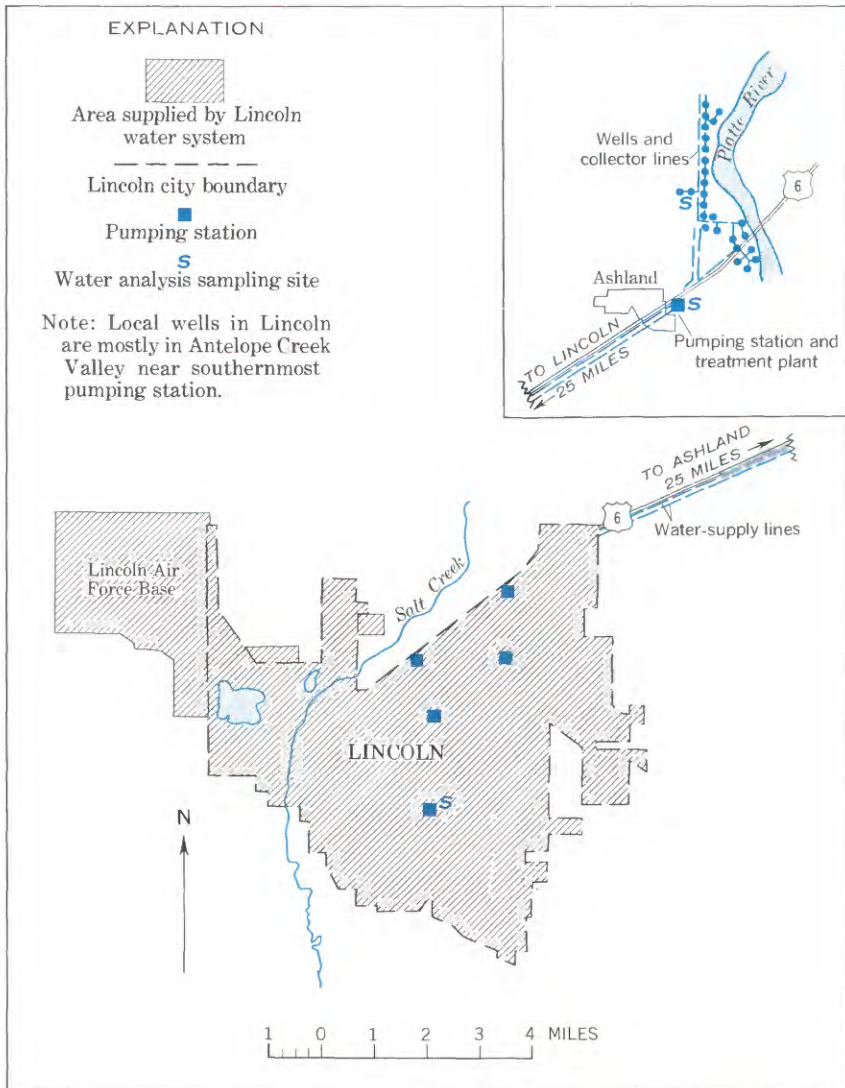 EXPLANATION
Area supplied by Lincoln
water system
Lincoln city boundary
Pumping station
S
Water analysis sampling site
Note: Local wells in Lincoln
are mostly in Antelope Creek
Valley near southernmost
pumping station.
Platte River
Wells and
collector lines
6
S
Ashland
S
Pumping station and
treatment plant
TO LINCOLN
25 MILES
TO ASHLAND
25 MILES
6
Water-supply lines
Lincoln Air
Force Base
Salt Creek
LINCOLN
S
N
1 0 1 2 3 4 MILES